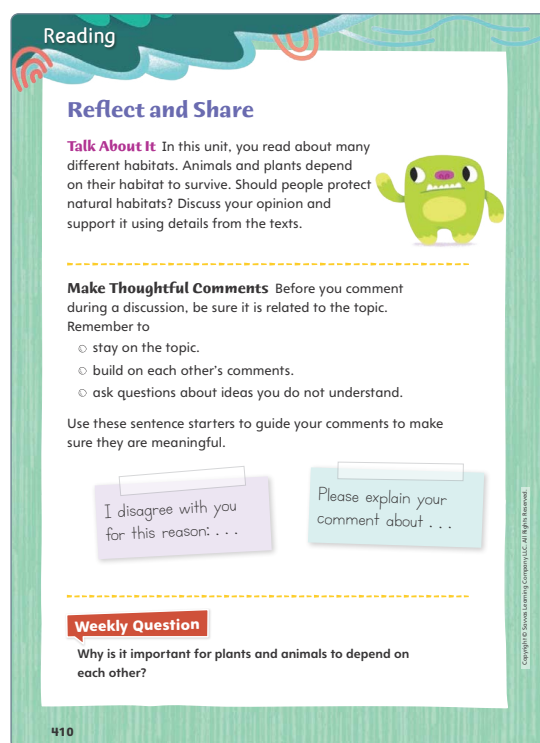 Reading
Reflect and Share
Talk About It In this unit, you read about many
different habitats. Animals and plants depend
on their habitat to survive. Should people protect
natural habitats? Discuss your opinion and
support it using details from the texts.
Make Thoughtful Comments Before you comment
during a discussion, be sure it is related to the topic.
Remember to
stay on the topic.
build on each other's comments.
ask questions about ideas you do not understand.
Use these sentence starters to guide your comments to make
sure they are meaningful.
I disagree with you
for this reason: . . .
Please explain your
comment about . . .
Weekly Question
Why is it important for plants and animals to depend on
each other?
Copyright © Savvas Learning Company LLC. All Rights Reserved.
410